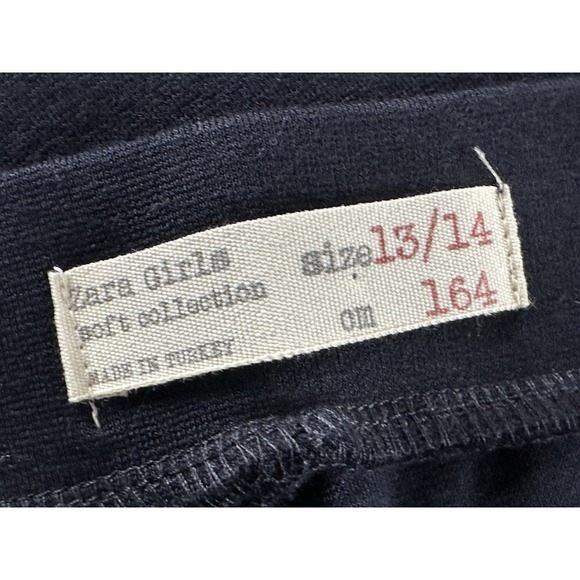 Zara Girls
soft collection
MADE IN TURKEY
size 13/14
cm 164